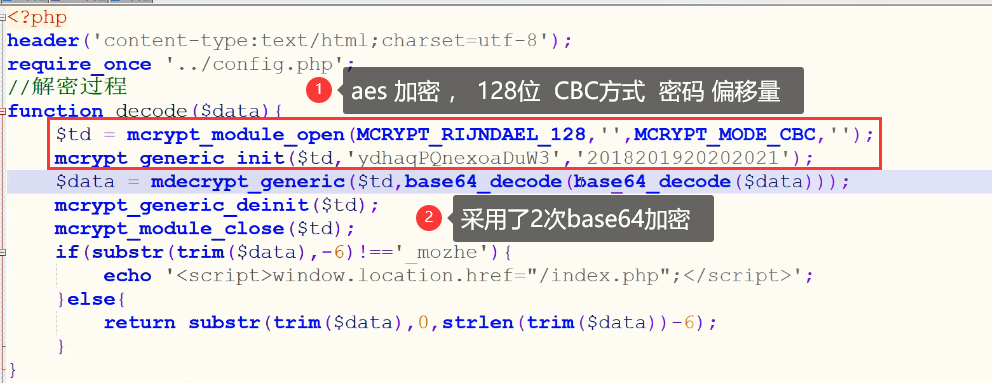 <?php
header('content-type:text/html;charset=utf-8');
require_once '../config.php';
//解密过程
1 aes 加密 ， 128位 CBC方式 密码 偏移量
function decode($data){
$td = mcrypt_module_open(MCRYPT_RIJNDAEL_128,'',MCRYPT_MODE_CBC,'');
mcrypt_generic_init($td,'ydhaqPQnexoaDuW3','2018201920202021');
$data = mdecrypt_generic($td,base64_decode(base64_decode($data)));
mcrypt_generic_deinit($td);
2 采用了2次base64加密
mcrypt_module_close($td);
if(substr(trim($data),-6)!=='_mozhe'){
echo '<script>window.location.href="/index.php";</script>';
}else{
return substr(trim($data),0,strlen(trim($data))-6);
}
}